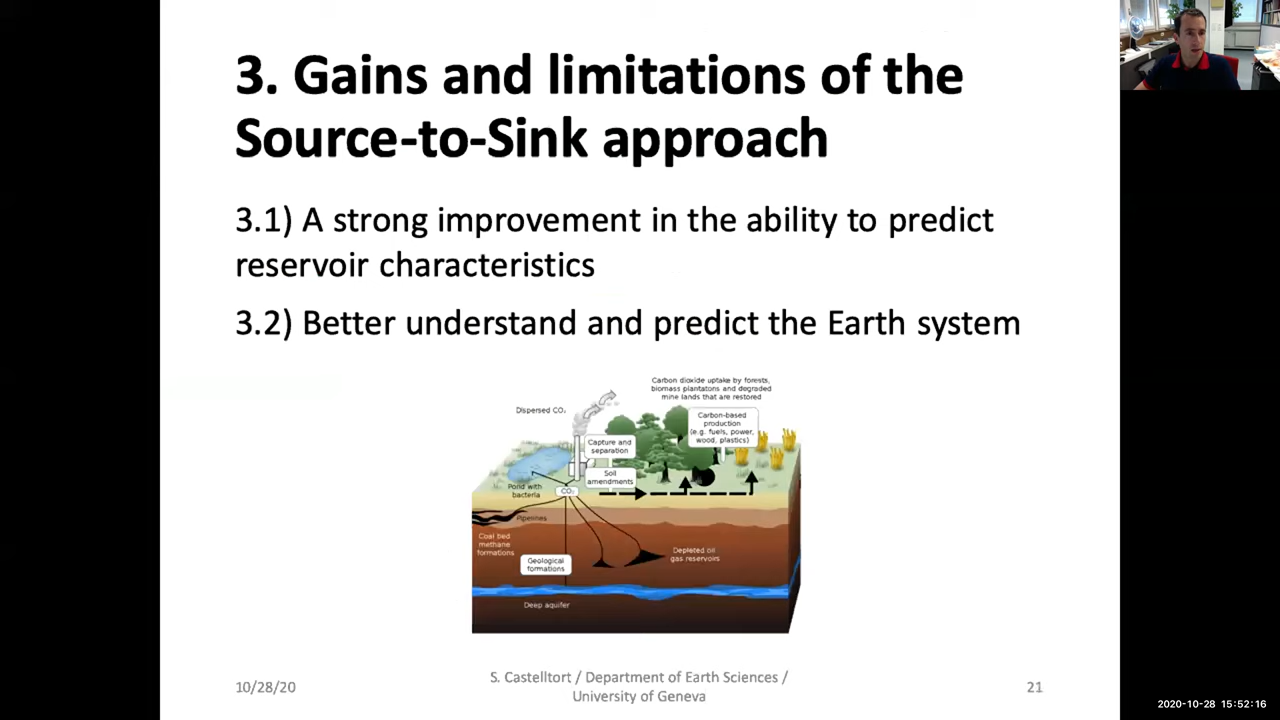 3. Gains and limitations of the
Source-to-Sink approach
3.1) A strong improvement in the ability to predict
reservoir characteristics
3.2) Better understand and predict the Earth system
Carbon dioxide uptake by forests,
biomass plantatons and degraded
mine lands that are restored
Dispersed CO₂
Carbon-based
production
(e.g. fuels, power,
wood, plastics)
Capture and
separation
Soil
amendments
Pond with
bacteria
CO₂
Pipelines
Coal bed
methane
formations
Geological
formations
Depleted oil
gas reservoirs
Deep aquifer
10/28/20
S. Castelltort / Department of Earth Sciences /
University of Geneva
21
2020-10-28 15:52:16